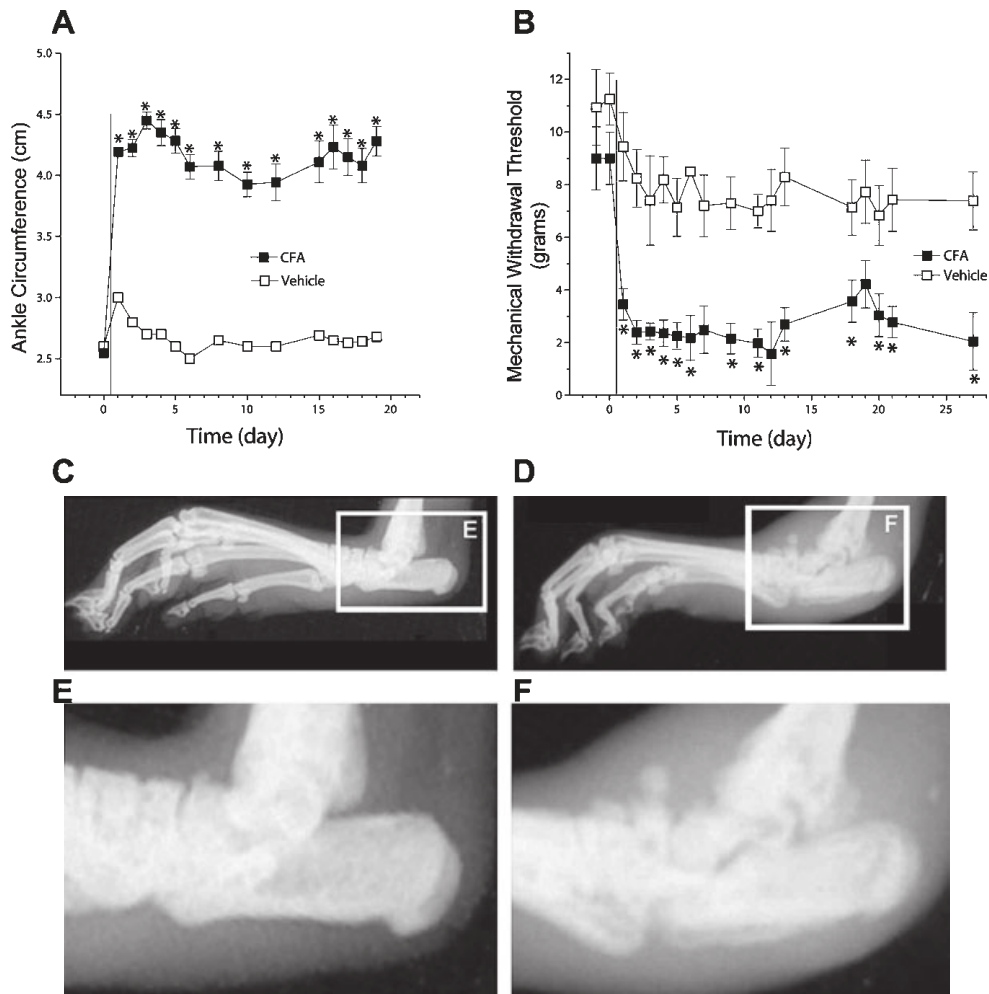 A
5.0
4.5
4.0
3.5
3.0
2.5
Ankle Circumference (cm)
* * * * * * * * * * * * * *
CFA
Vehicle
0 5 10 15 20
Time (day)
B
12
10
8
6
4
2
0
Mechanical Withdrawal Threshold
(grams)
CFA
Vehicle
* * * * * * * * * * * * *
0 5 10 15 20 25
Time (day)
C
E
D
F
E
F